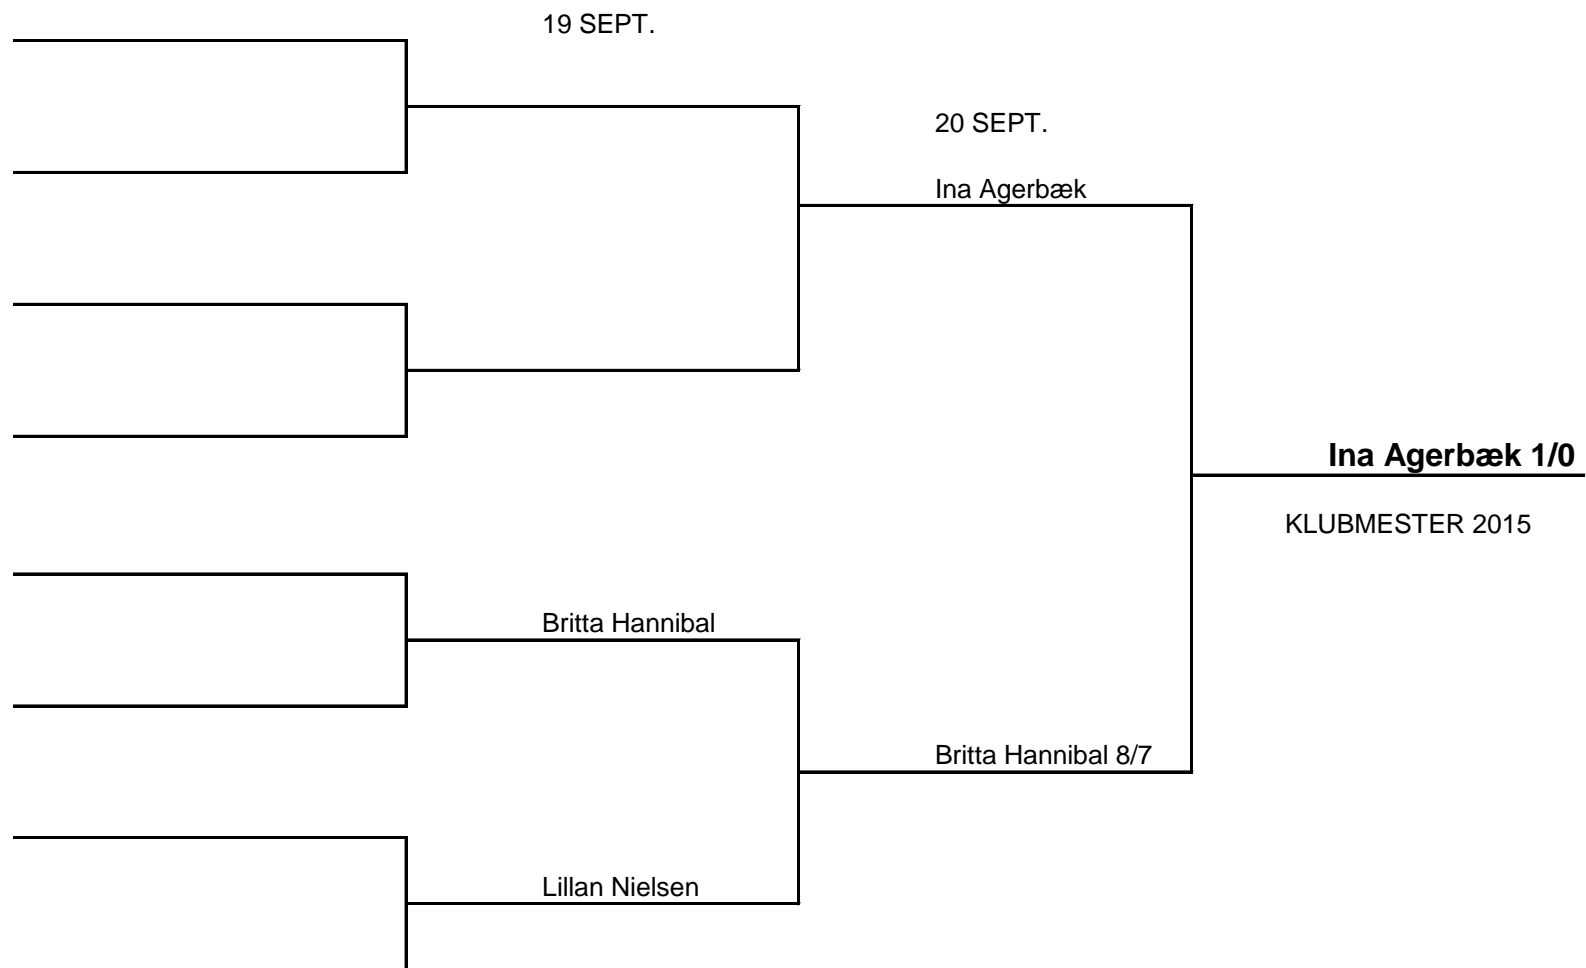 19 SEPT.
20 SEPT.
Ina Agerbæk
Ina Agerbæk 1/0
KLUBMESTER 2015
Britta Hannibal
Britta Hannibal 8/7
Lillan Nielsen